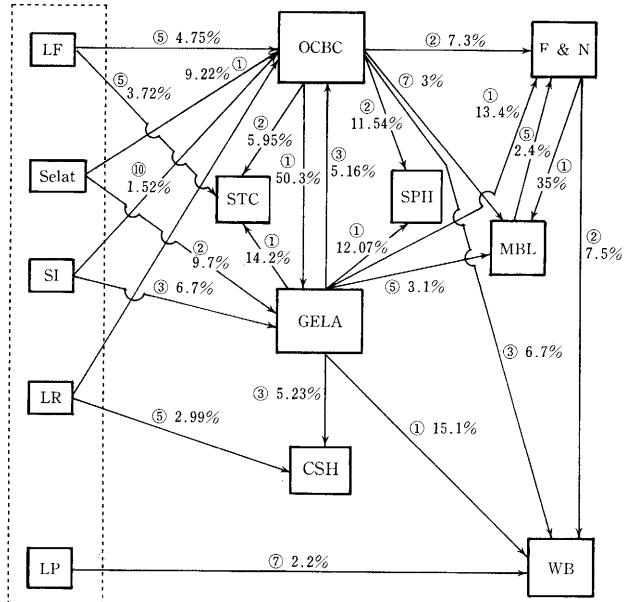 LF
⑤ 4.75%
OCBC
② 7.3%
F & N
⑤
3.72%
①
9.22%
⑦ 3%
①
13.4%
⑤
2.4%
①
35%
②
11.54%
②
5.95%
①
50.3%
③
5.16%
Selat
⑩
1.52%
STC
SPH
MBL
②
7.5%
②
9.7%
①
14.2%
①
12.07%
SI
③ 6.7%
GELA
⑤ 3.1%
③ 6.7%
LR
⑤ 2.99%
③ 5.23%
① 15.1%
CSH
LP
⑦ 2.2%
WB